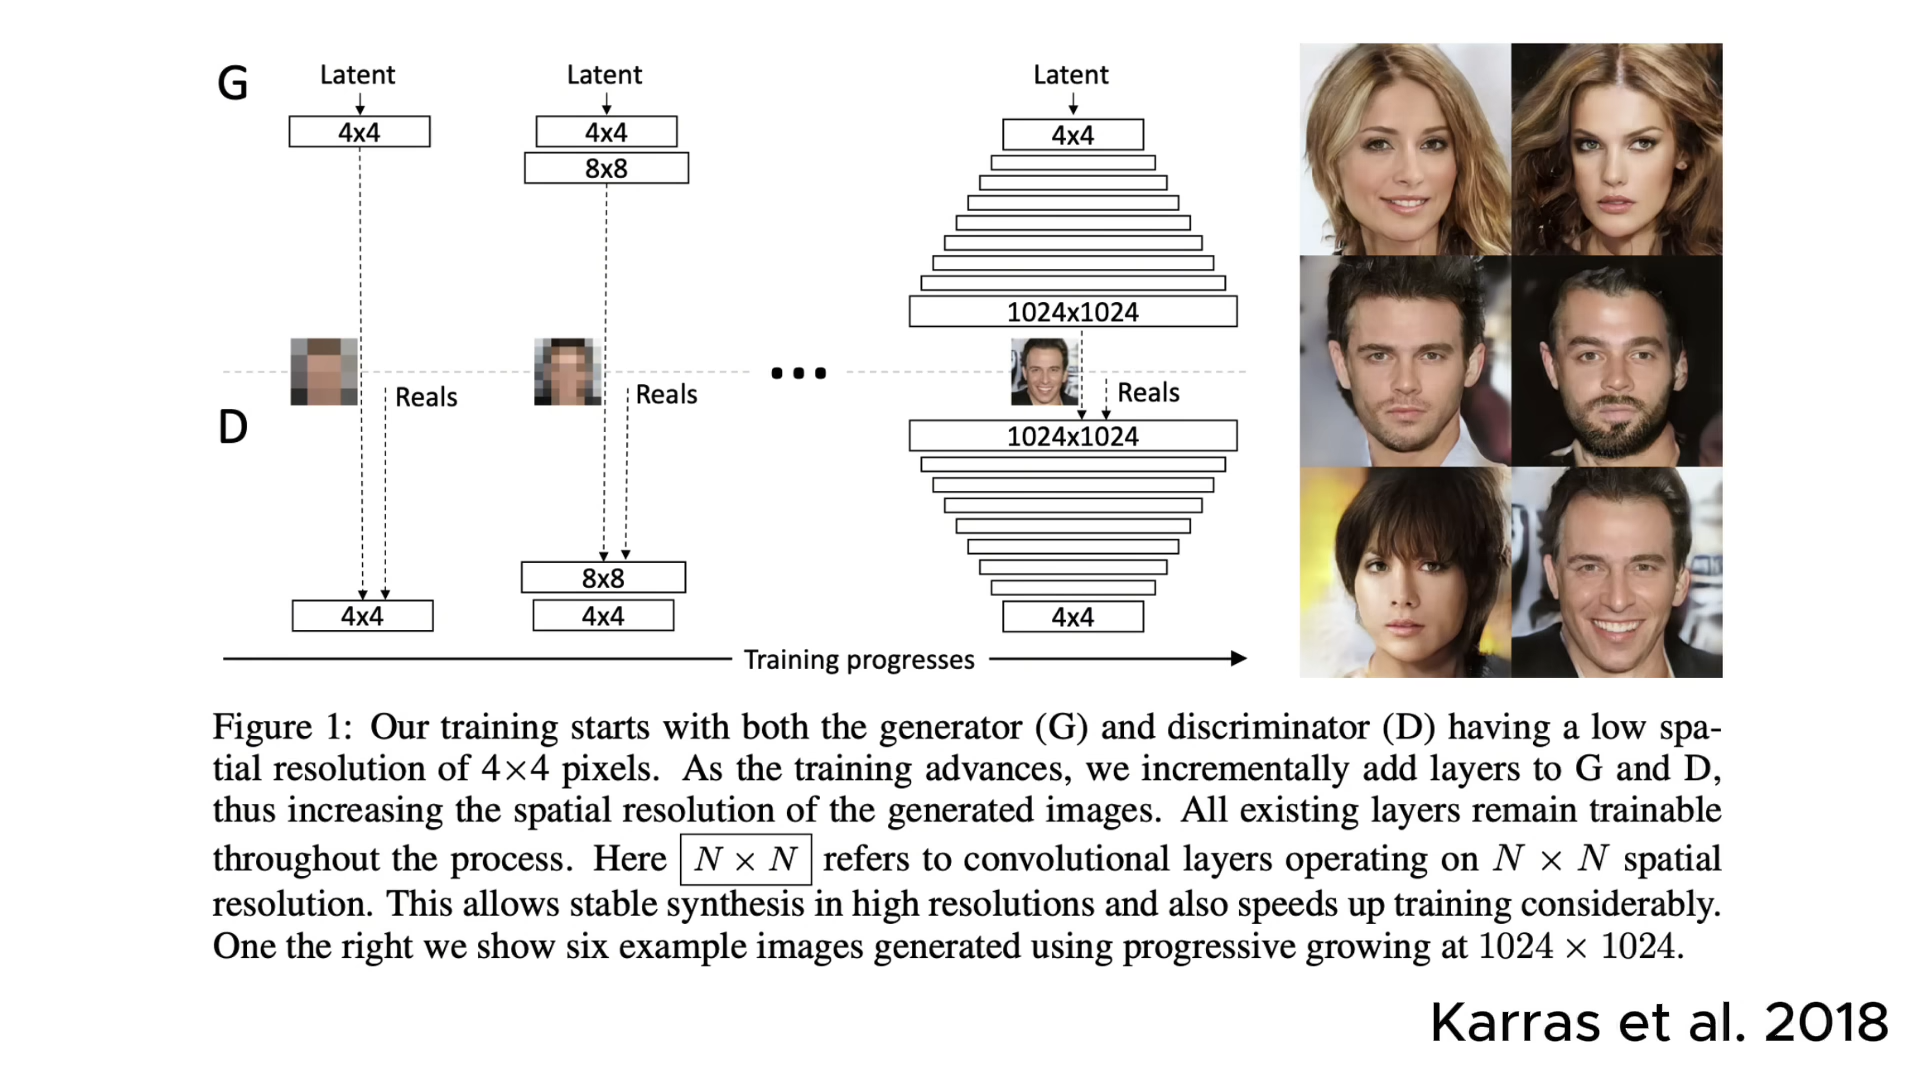 G
Latent
Latent
Latent
4x4
4x4
4x4
8x8
1024x1024
Reals
Reals
Reals
D
1024x1024
8x8
4x4
4x4
4x4
Training progresses
Figure 1: Our training starts with both the generator (G) and discriminator (D) having a low spa-
tial resolution of 4×4 pixels. As the training advances, we incrementally add layers to G and D,
thus increasing the spatial resolution of the generated images. All existing layers remain trainable
throughout the process. Here N × N refers to convolutional layers operating on N × N spatial
resolution. This allows stable synthesis in high resolutions and also speeds up training considerably.
One the right we show six example images generated using progressive growing at 1024 × 1024.
Karras et al. 2018